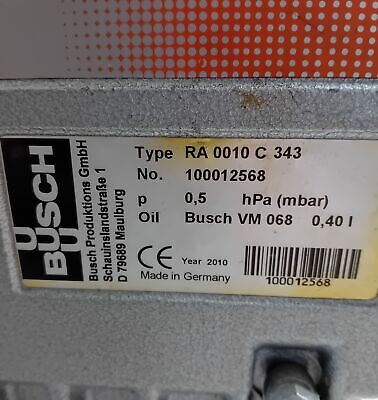 BUSCH
Busch Produktions GmbH
Schauinslandstraße 1
D 79689 Maulburg
Type RA 0010 C 343
No. 100012568
p 0,5 hPa (mbar)
Oil Busch VM 068 0,40 l
CE Year 2010
Made in Germany
100012568